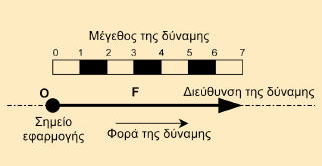 Μέγεθος της δύναμης
0 1 2 3 4 5 6 7
O F Διεύθυνση της δύναμης
Σημείο
εφαρμογής
Φορά της δύναμης